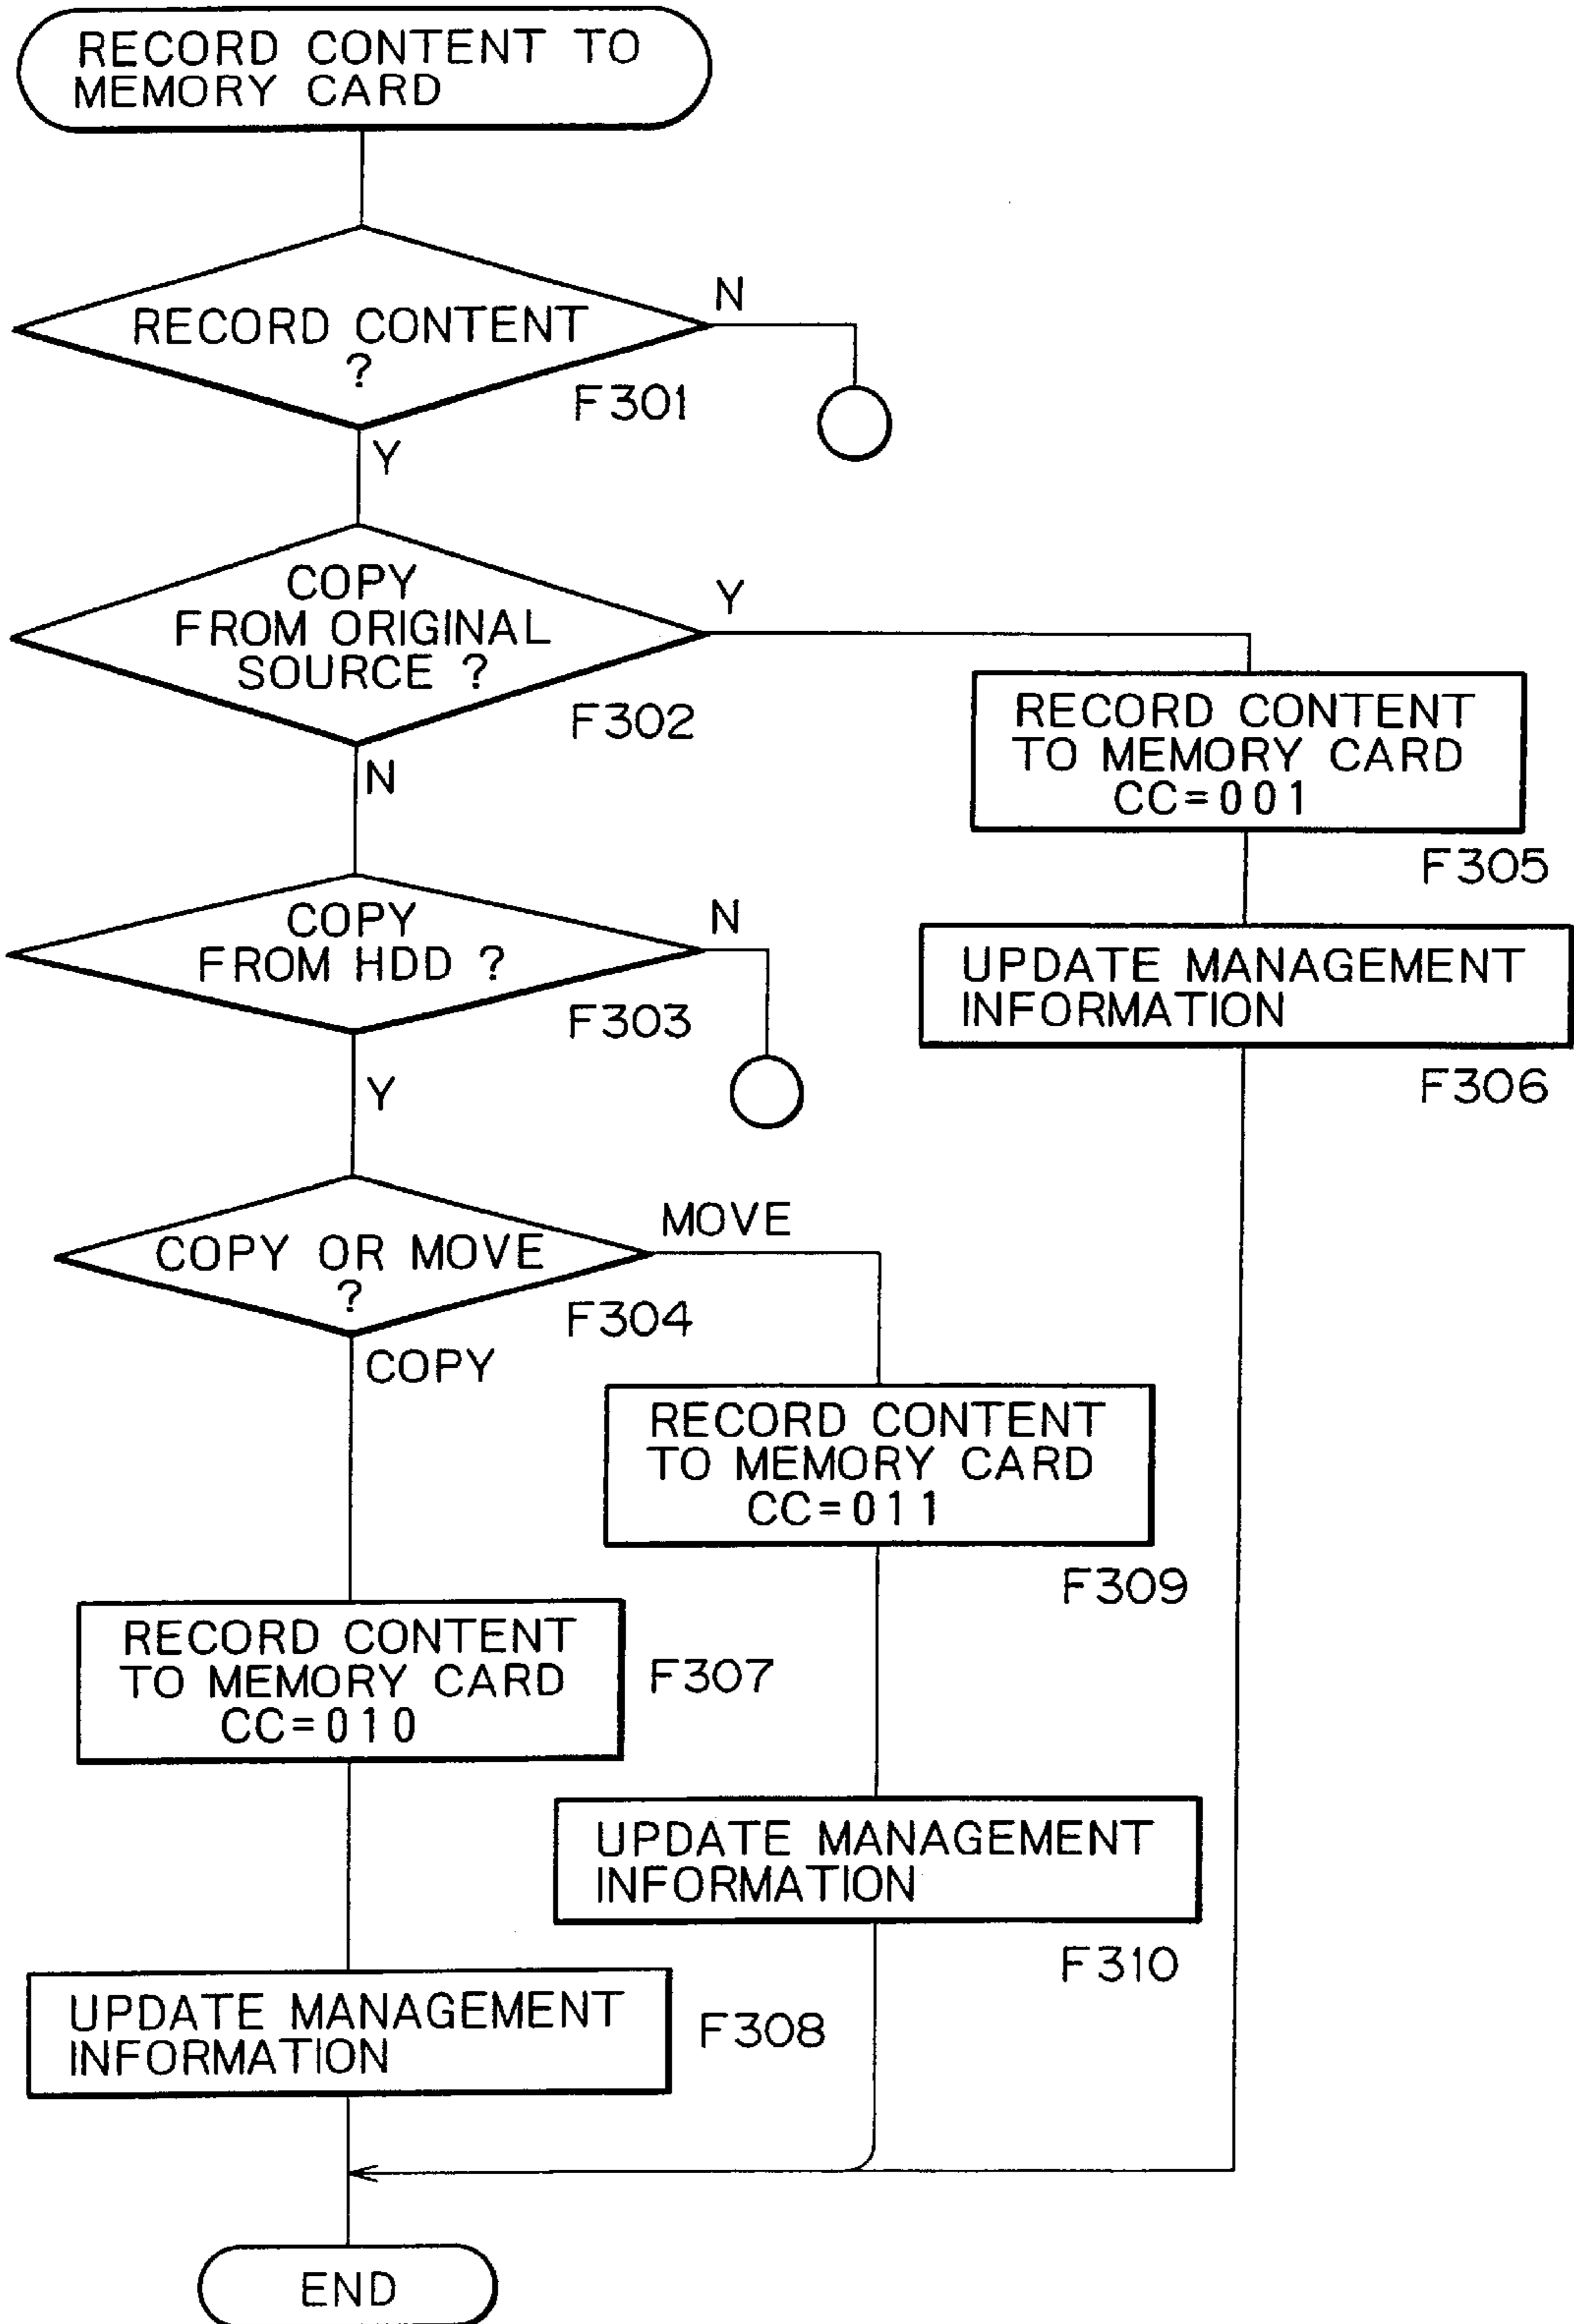 RECORD CONTENT TO
MEMORY CARD
RECORD CONTENT
?
N
F301
Y
COPY
FROM ORIGINAL
SOURCE ?
Y
F302
N
RECORD CONTENT
TO MEMORY CARD
CC=001
F305
COPY
FROM HDD ?
N
F303
Y
UPDATE MANAGEMENT
INFORMATION
F306
COPY OR MOVE
?
MOVE
F304
COPY
RECORD CONTENT
TO MEMORY CARD
CC=011
F309
RECORD CONTENT
TO MEMORY CARD
CC=010
F307
UPDATE MANAGEMENT
INFORMATION
F310
UPDATE MANAGEMENT
INFORMATION
F308
END